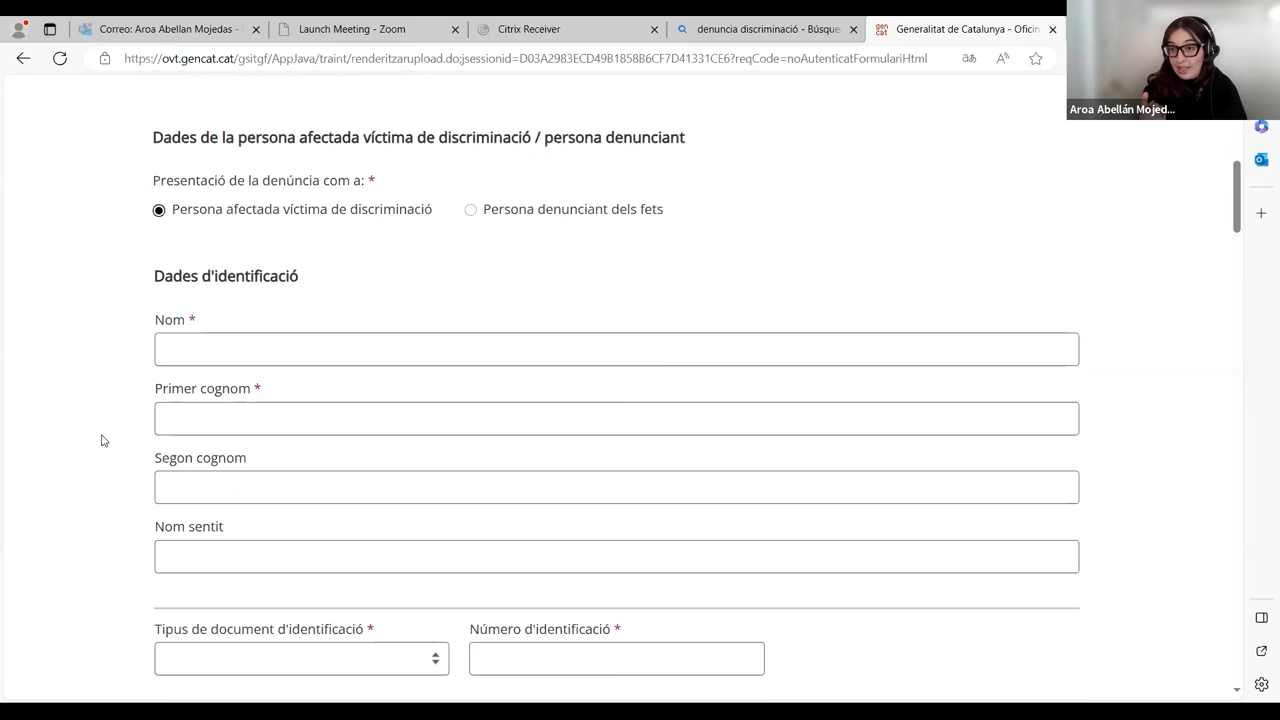 Correo: Aroa Abellan Mojedas -
Launch Meeting - Zoom
Citrix Receiver
denuncia discriminació - Búsque
gen
cat
Generalitat de Catalunya - Oficin
https://ovt.gencat.cat/gsitgf/AppJava/traint/renderitzarupload.do;jsessionid=D03A2983ECD49B1858B6CF7D41331CE6?reqCode=noAutenticatFormulariHtml
Aroa Abellán Mojed...
Dades de la persona afectada víctima de discriminació / persona denunciant
Presentació de la denúncia com a: *
Persona afectada víctima de discriminació
Persona denunciant dels fets
Dades d'identificació
Nom *
Primer cognom *
Segon cognom
Nom sentit
Tipus de document d'identificació *
Número d'identificació *